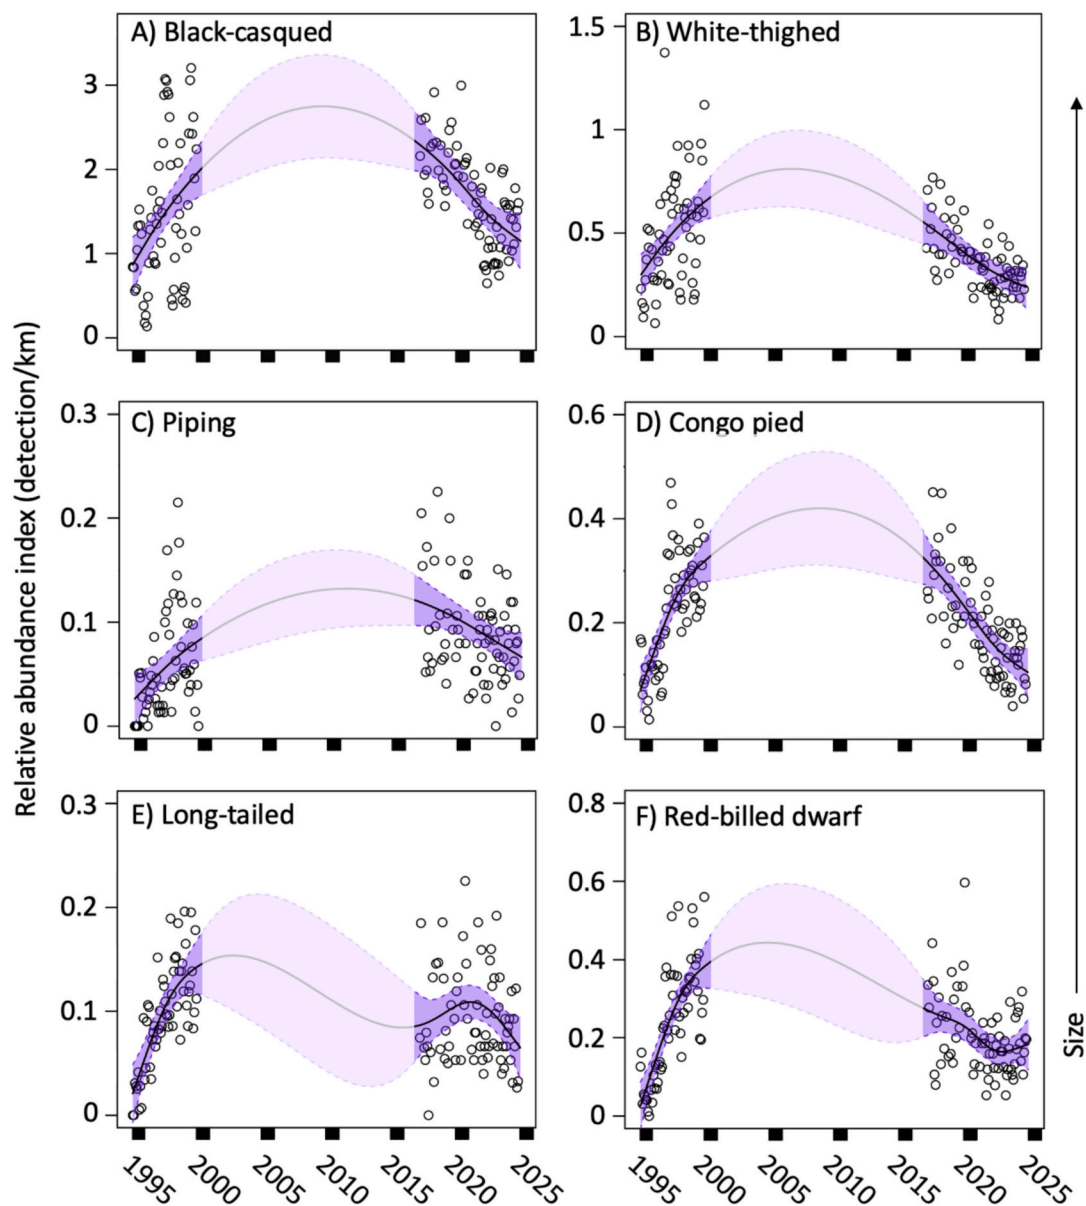 A) Black-casqued
3
2
1
0
B) White-thighed
1.5
1
0.5
0
C) Piping
0.3
0.2
0.1
0
D) Congo pied
0.6
0.4
0.2
0
E) Long-tailed
0.3
0.2
0.1
0
F) Red-billed dwarf
0.8
0.6
0.4
0.2
0
1995 2000 2005 2010 2015 2020 2025
1995 2000 2005 2010 2015 2020 2025
Relative abundance index (detection/km)
Size